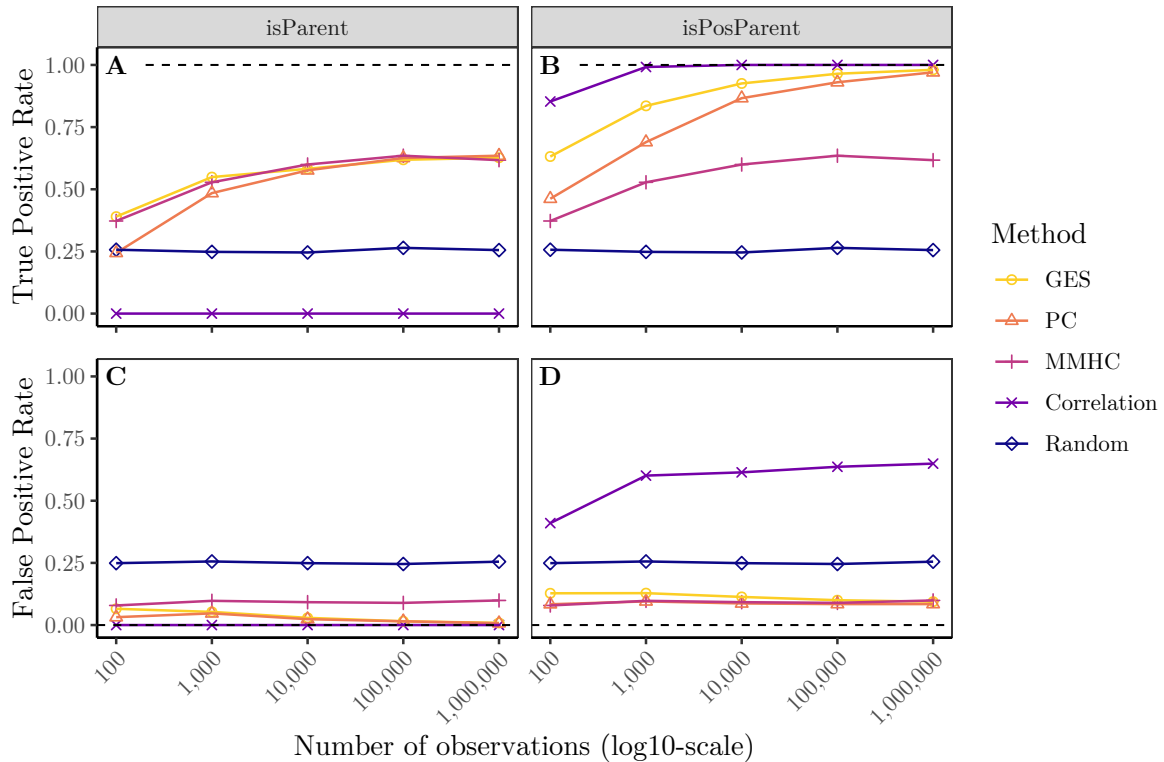 isParent
isPosParent
A
B
True Positive Rate
1.00
0.75
0.50
0.25
0.00
C
D
False Positive Rate
1.00
0.75
0.50
0.25
0.00
100
1,000
10,000
100,000
1,000,000
100
1,000
10,000
100,000
1,000,000
Number of observations (log10-scale)
Method
GES
PC
MMHC
Correlation
Random